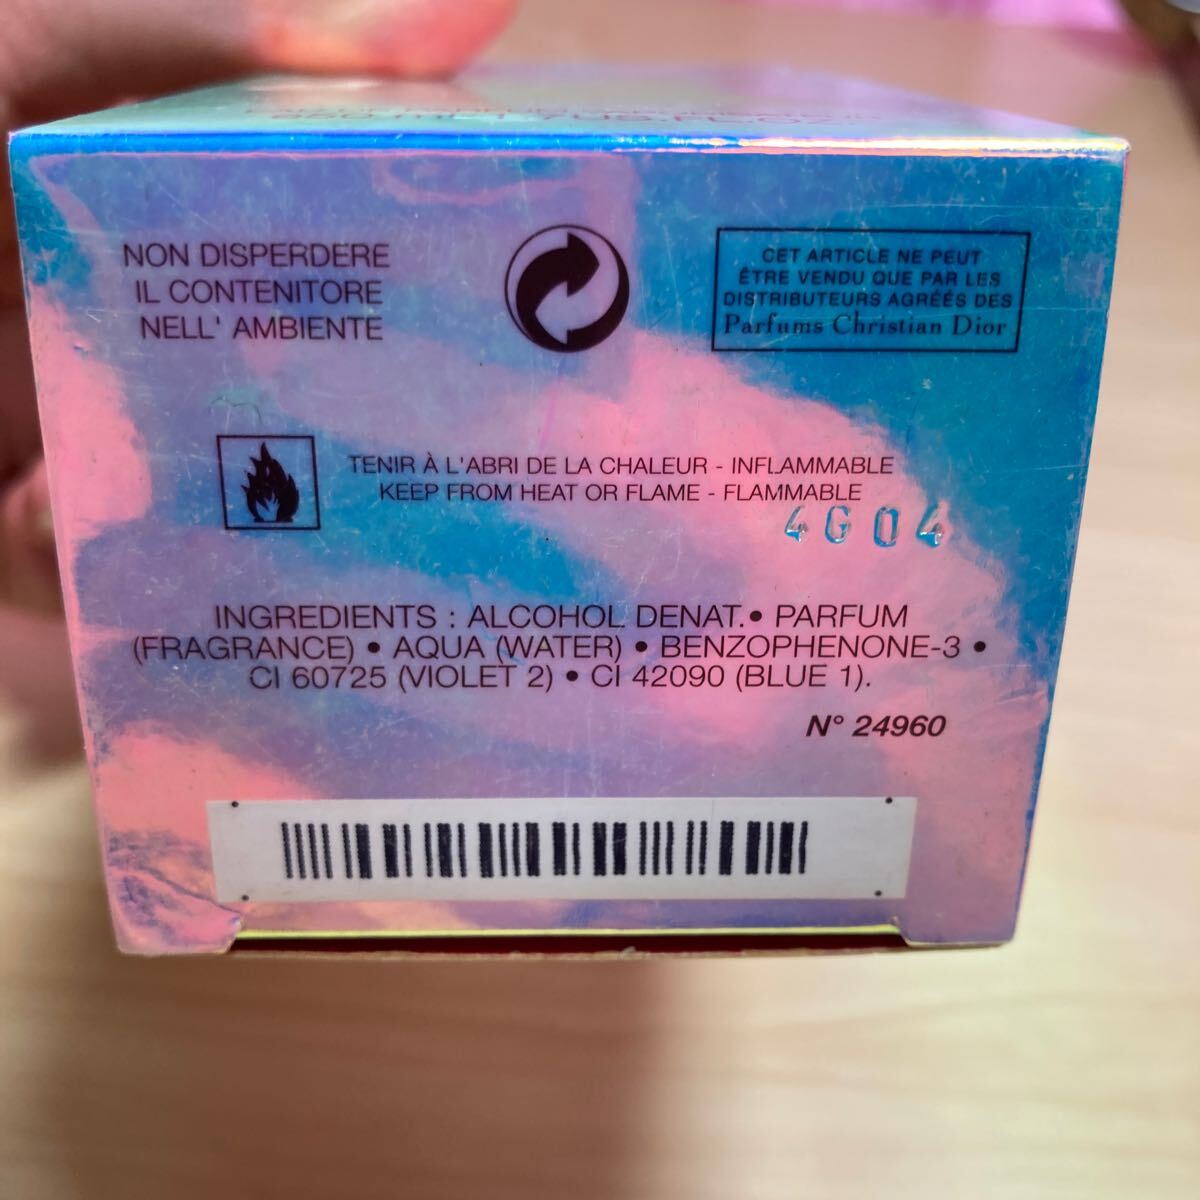 NON DISPERDERE
IL CONTENITORE
NELL' AMBIENTE
CET ARTICLE NE PEUT
ÊTRE VENDU QUE PAR LES
DISTRIBUTEURS AGRÉÉS DES
Parfums Christian Dior
TENIR À L'ABRI DE LA CHALEUR - INFLAMMABLE
KEEP FROM HEAT OR FLAME - FLAMMABLE
4G04
INGREDIENTS : ALCOHOL DENAT.• PARFUM
(FRAGRANCE) • AQUA (WATER) • BENZOPHENONE-3 •
CI 60725 (VIOLET 2) • CI 42090 (BLUE 1).
N° 24960